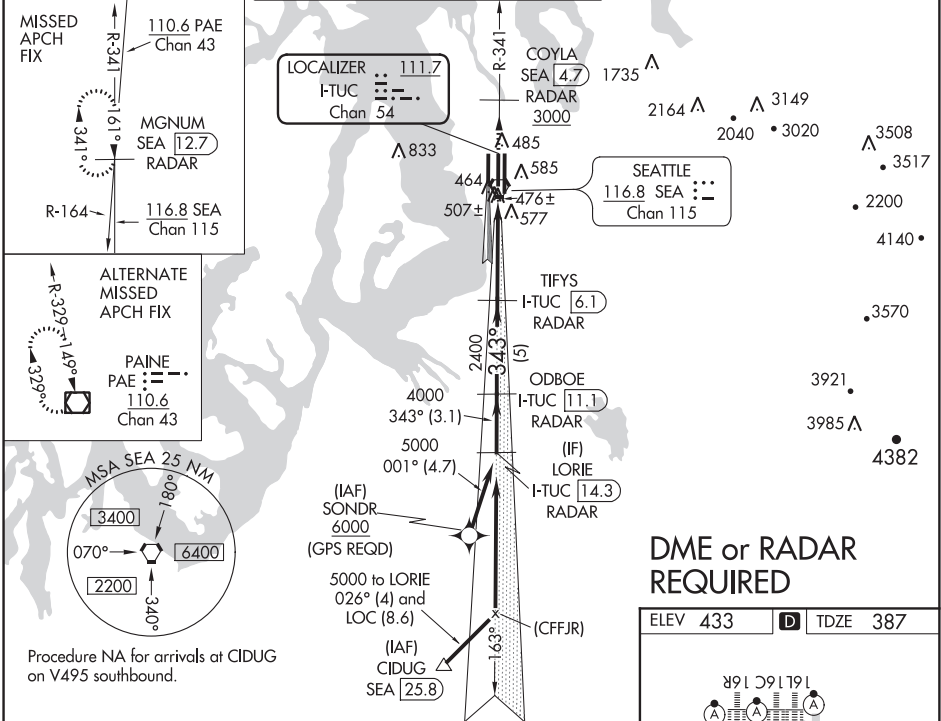 MISSED
APCH
FIX
R-341
110.6 PAE
Chan 43
161°
341°
MGNUM
SEA 12.7
RADAR
R-164
116.8 SEA
Chan 115
ALTERNATE
MISSED
APCH FIX
R-329
149°
329°
PAINE
PAE
110.6
Chan 43
MSA SEA 25 NM
180°
3400
070°
6400
2200
340°
Procedure NA for arrivals at CIDUG
on V495 southbound.
LOCALIZER 111.7
I-TUC
Chan 54
R-341
COYLA
SEA 4.7
RADAR
3000
1735
2164
3149
2040
3020
3508
3517
2200
4140
3570
3921
3985
4382
833
485
585
464
476±
507±
577
SEATTLE
116.8 SEA
Chan 115
TIFYS
I-TUC 6.1
RADAR
2400
343°
(5)
ODBOE
I-TUC 11.1
RADAR
4000
343° (3.1)
5000
001° (4.7)
(IF)
LORIE
I-TUC 14.3
RADAR
(IAF)
SONDR
6000
(GPS REQD)
5000 to LORIE
026° (4) and
LOC (8.6)
(CFFJR)
(IAF)
CIDUG
SEA 25.8
163°
DME or RADAR
REQUIRED
ELEV 433 D TDZE 387
16R 16C 16L
A A A